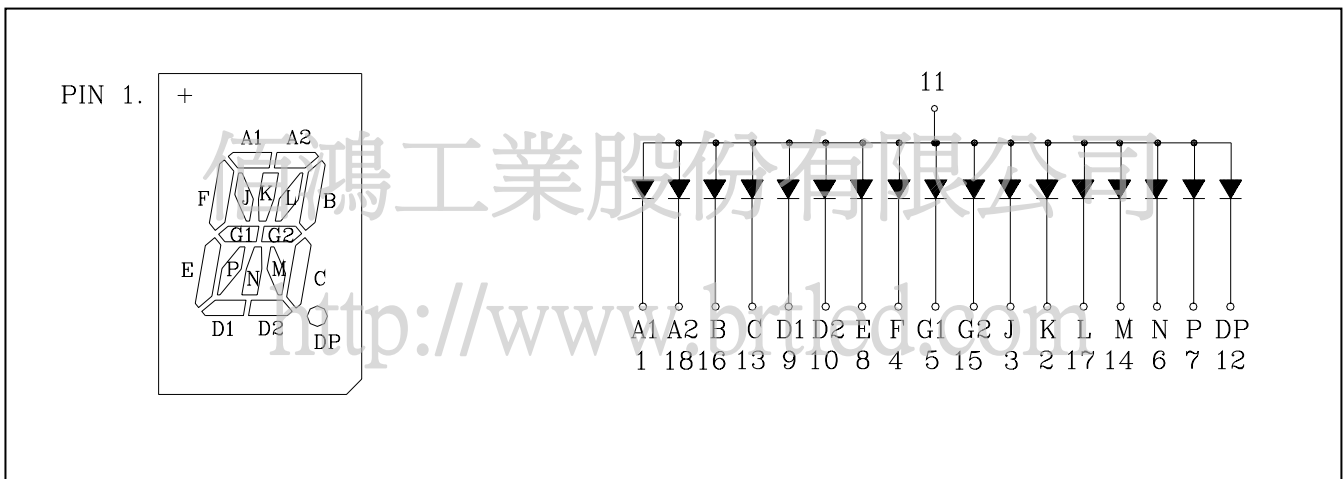 PIN 1.
+
A1 A2
F J K L B
G1 G2
E P N M C
D1 D2
DP
11
A1 A2 B C D1 D2 E F G1 G2 J K L M N P DP
1 18 16 13 9 10 8 4 5 15 3 2 17 14 6 7 12
佰鴻工業股份有限公司
http://www.brtled.com